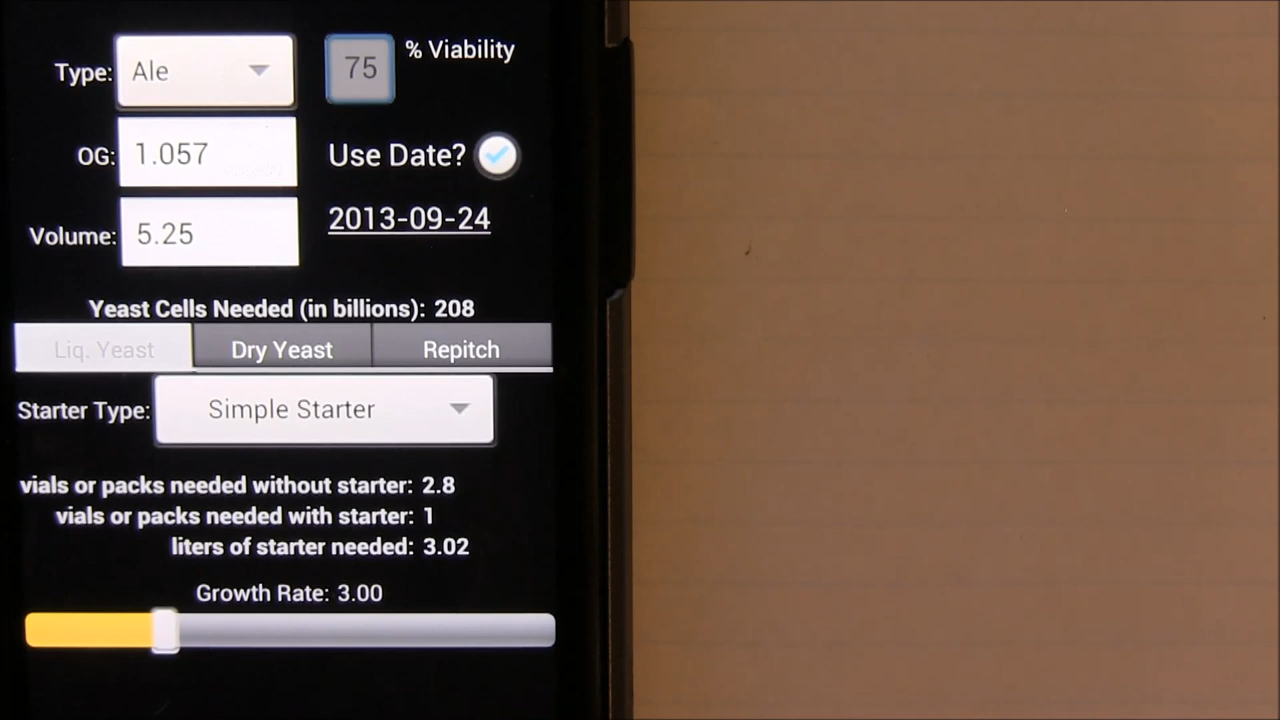 Type: Ale 75 % Viability
OG: 1.057 Use Date?
Volume: 5.25 2013-09-24
Yeast Cells Needed (in billions): 208
Liq. Yeast Dry Yeast Repitch
Starter Type: Simple Starter
vials or packs needed without starter: 2.8
vials or packs needed with starter: 1
liters of starter needed: 3.02
Growth Rate: 3.00